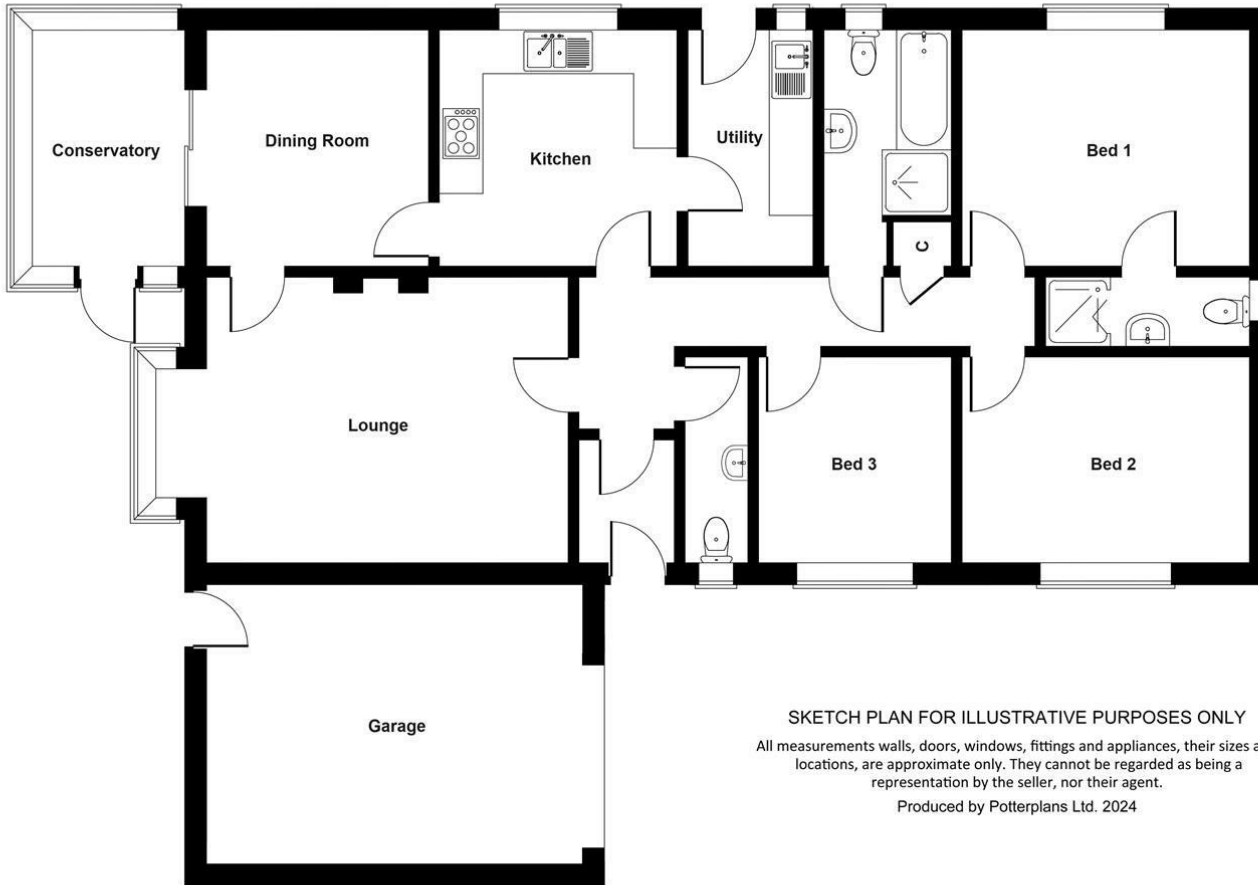 Conservatory
Dining Room
Kitchen
Utility
Bed 1
C
Lounge
Bed 3
Bed 2
Garage
SKETCH PLAN FOR ILLUSTRATIVE PURPOSES ONLY
All measurements walls, doors, windows, fittings and appliances, their sizes a
locations, are approximate only. They cannot be regarded as being a
representation by the seller, nor their agent.
Produced by Potterplans Ltd. 2024